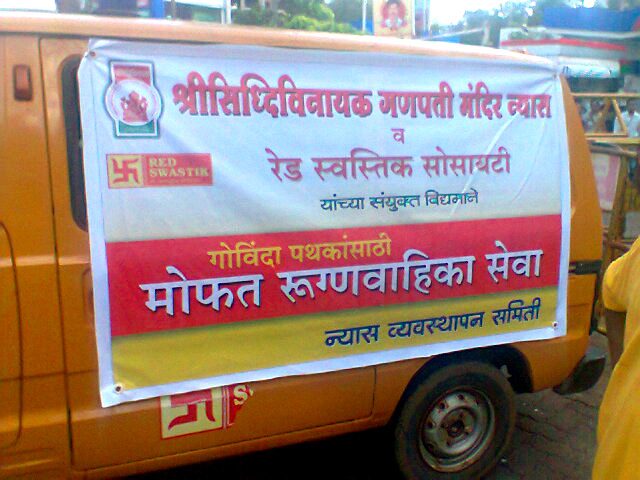 श्रीसिध्दिविनायक गणपती मंदिर न्यास
व
RED
SWASTIK
रेड स्वस्तिक सोसायटी
यांच्या संयुक्त विद्यमाने
गोविंदा पथकांसाठी
मोफत रूग्णवाहिका सेवा
न्यास व्यवस्थापन समिती